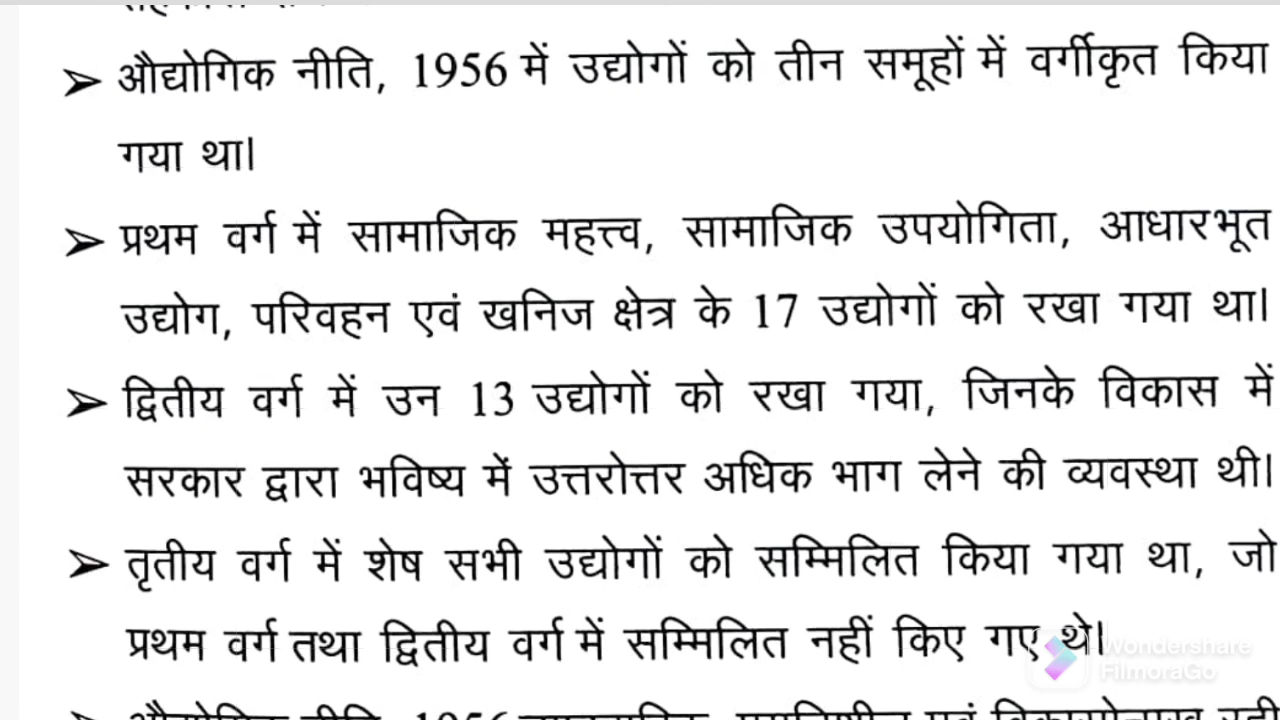 ➢ औद्योगिक नीति, 1956 में उद्योगों को तीन समूहों में वर्गीकृत किया
गया था।
➢ प्रथम वर्ग में सामाजिक महत्त्व, सामाजिक उपयोगिता, आधारभूत
उद्योग, परिवहन एवं खनिज क्षेत्र के 17 उद्योगों को रखा गया था।
➢ द्वितीय वर्ग में उन 13 उद्योगों को रखा गया, जिनके विकास में
सरकार द्वारा भविष्य में उत्तरोत्तर अधिक भाग लेने की व्यवस्था थी।
➢ तृतीय वर्ग में शेष सभी उद्योगों को सम्मिलित किया गया था, जो
प्रथम वर्ग तथा द्वितीय वर्ग में सम्मिलित नहीं किए गए थे।
Wondershare
FilmoraGo
औद्योगिक नीति, 1956